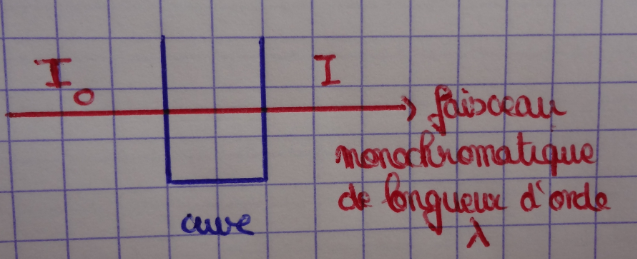 I₀
I
faisceau
monochromatique
de longueur d'onde
λ
cuve